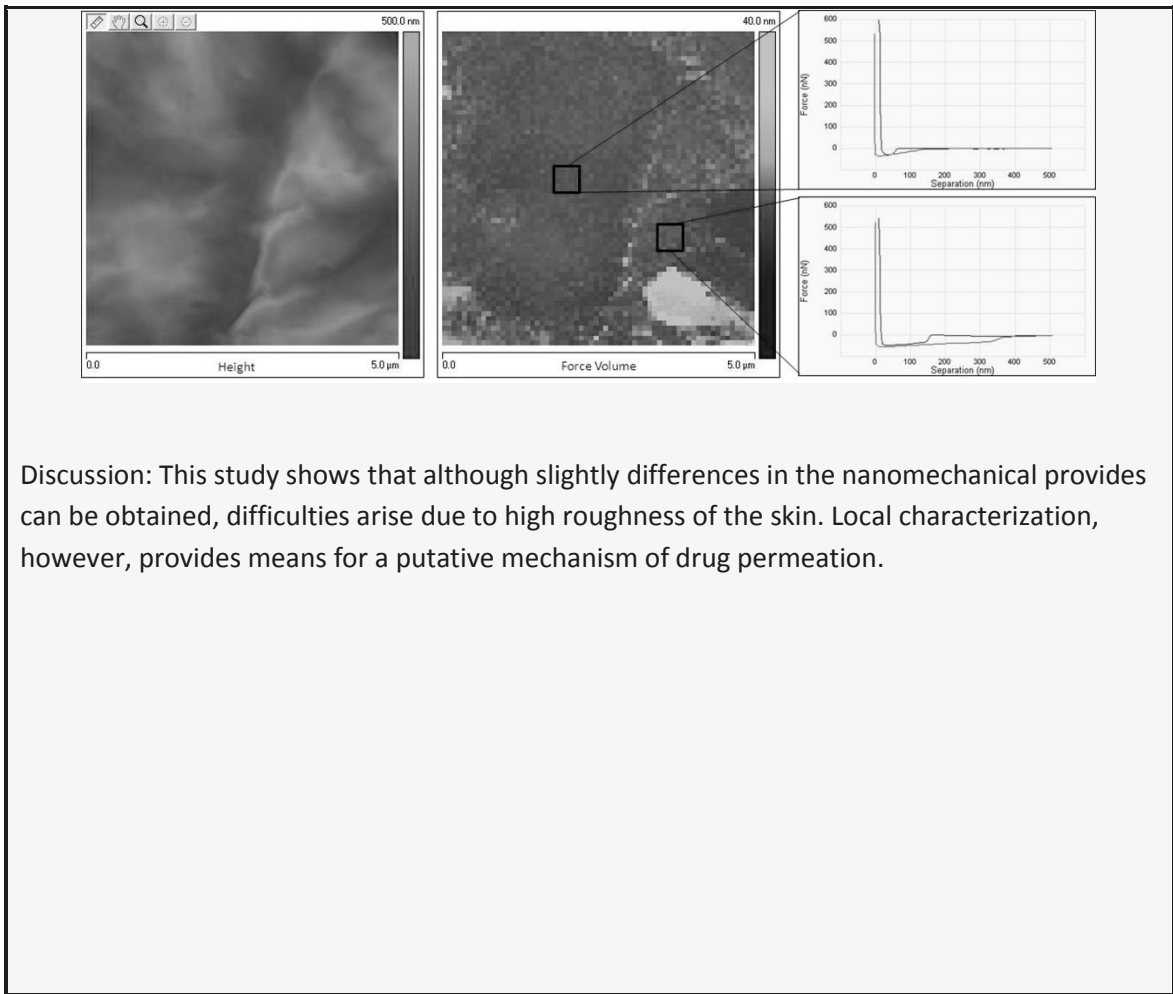 500.0 nm
0.0 Height 5.0 µm
40.0 nm
0.0 Force Volume 5.0 µm
600
500
400
300
200
100
0
Force (nN)
0 100 200 300 400 500
Separation (nm)
600
500
400
300
200
100
0
Force (nN)
0 100 200 300 400 500
Separation (nm)
Discussion: This study shows that although slightly differences in the nanomechanical provides
can be obtained, difficulties arise due to high roughness of the skin. Local characterization,
however, provides means for a putative mechanism of drug permeation.